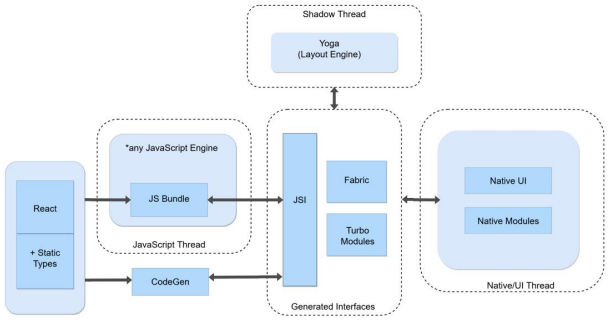 Shadow Thread
Yoga
(Layout Engine)
*any JavaScript Engine
JS Bundle
JavaScript Thread
React
+ Static
Types
CodeGen
JSI
Fabric
Turbo
Modules
Generated Interfaces
Native UI
Native Modules
Native/UI Thread